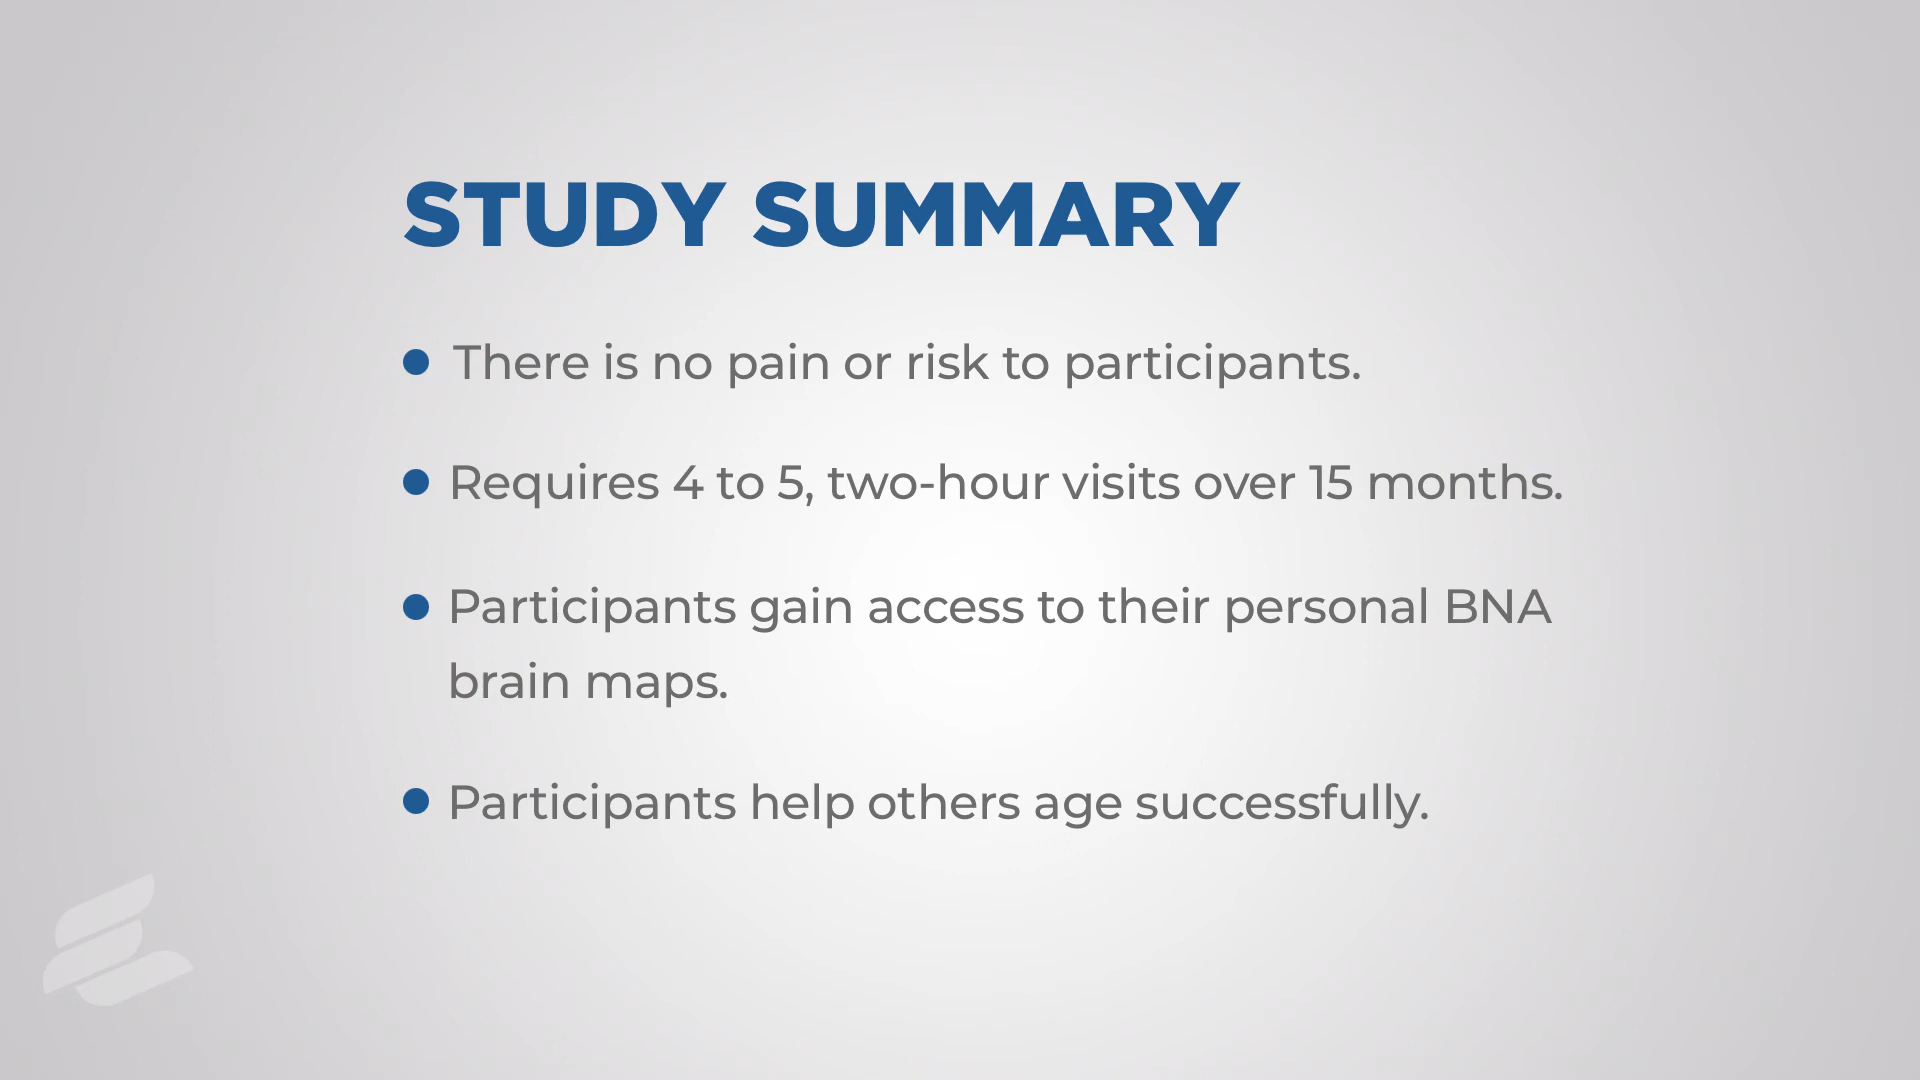 STUDY SUMMARY
There is no pain or risk to participants.
Requires 4 to 5, two-hour visits over 15 months.
Participants gain access to their personal BNA
brain maps.
Participants help others age successfully.